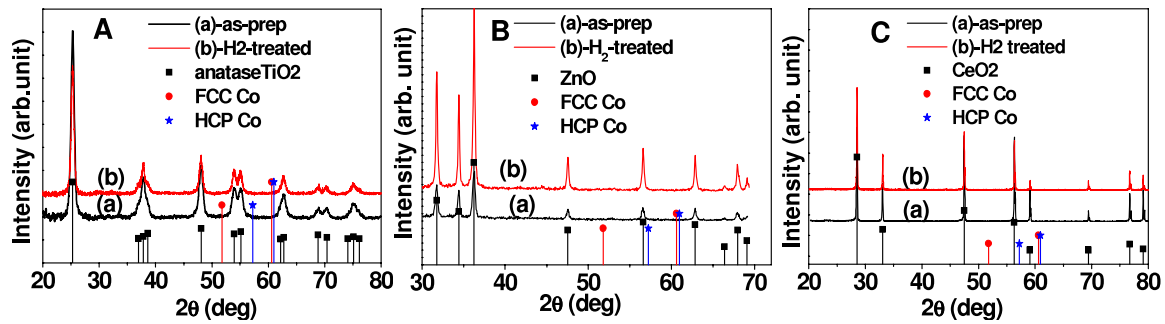 A
(a)-as-prep
(b)-H2-treated
anataseTiO2
FCC Co
HCP Co
(b)
(a)
Intensity (arb. unit)
20 30 40 50 60 70 80
2θ (deg)
B
(a)-as-prep
(b)-H₂-treated
ZnO
FCC Co
HCP Co
(b)
(a)
Intensity (arb. unit)
30 40 50 60 70
2θ (deg)
C
(a)-as-prep
(b)-H2 treated
CeO2
FCC Co
HCP Co
(b)
(a)
Intensity (arb. unit)
20 30 40 50 60 70 80
2θ (deg)